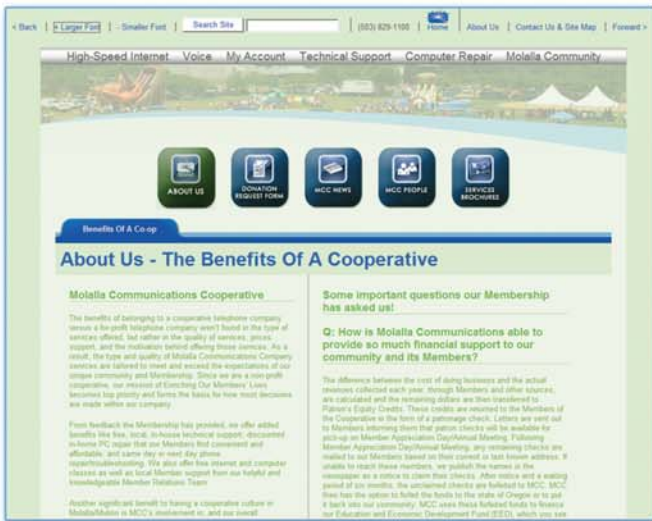 < Back | + Larger Font | - Smaller Font | Search Site | (503) 829-1100 | Home | About Us | Contact Us & Site Map | Forward >
High-Speed Internet Voice My Account Technical Support Computer Repair Molalla Community
ABOUT US
DONATION
REQUEST FORM
MCC NEWS
MCC PEOPLE
SERVICES
BROCHURES
Benefits Of A Co-op
About Us - The Benefits Of A Cooperative
Molalla Communications Cooperative
The benefits of belonging to a cooperative telephone company
versus a for-profit telephone company aren't found in the type of
services offered, but rather in the quality of services, prices,
support, and the motivation behind offering those services. As a
result, the type and quality of Molalla Communications Company
services are tailored to meet and exceed the expectations of our
unique community and Membership. Since we are a non-profit
cooperative, our mission of Enriching Our Members' Lives
becomes top priority and forms the basis for how most decisions
are made within our company.
From feedback the Membership has provided, we offer added
benefits like free, local, in-house technical support, discounted
in-home PC repair that our Members find convenient and
affordable, and same day or next day phone
repair/troubleshooting. We also offer free internet and computer
classes as well as local Member support from our helpful and
knowledgeable Member Relations Team.
Another significant benefit to having a cooperative culture in
Molalla/Mulino is MCC's involvement in, and our overall
Some important questions our Membership
has asked us!
Q: How is Molalla Communications able to
provide so much financial support to our
community and its Members?
The difference between the cost of doing business and the actual
revenues collected each year, through Members and other sources,
are calculated and the remaining dollars are then transferred to
Patron's Equity Credits. These credits are returned to the Members of
the Cooperative in the form of a patronage check. Letters are sent out
to Members informing them that patron checks will be available for
pick-up on Member Appreciation Day/Annual Meeting. Following
Member Appreciation Day/Annual Meeting, any remaining checks are
mailed to our Members based on their current or last known address. If
unable to reach these members, we publish the names in the
newspaper as a notice to claim their checks. After notice and a waiting
period of six months, the unclaimed checks are forfeited to MCC. MCC
then has the option to forfeit the funds to the state of Oregon or to put
it back into our community. MCC uses these forfeited funds to finance
our Education and Economic Development Fund (EED), which you see